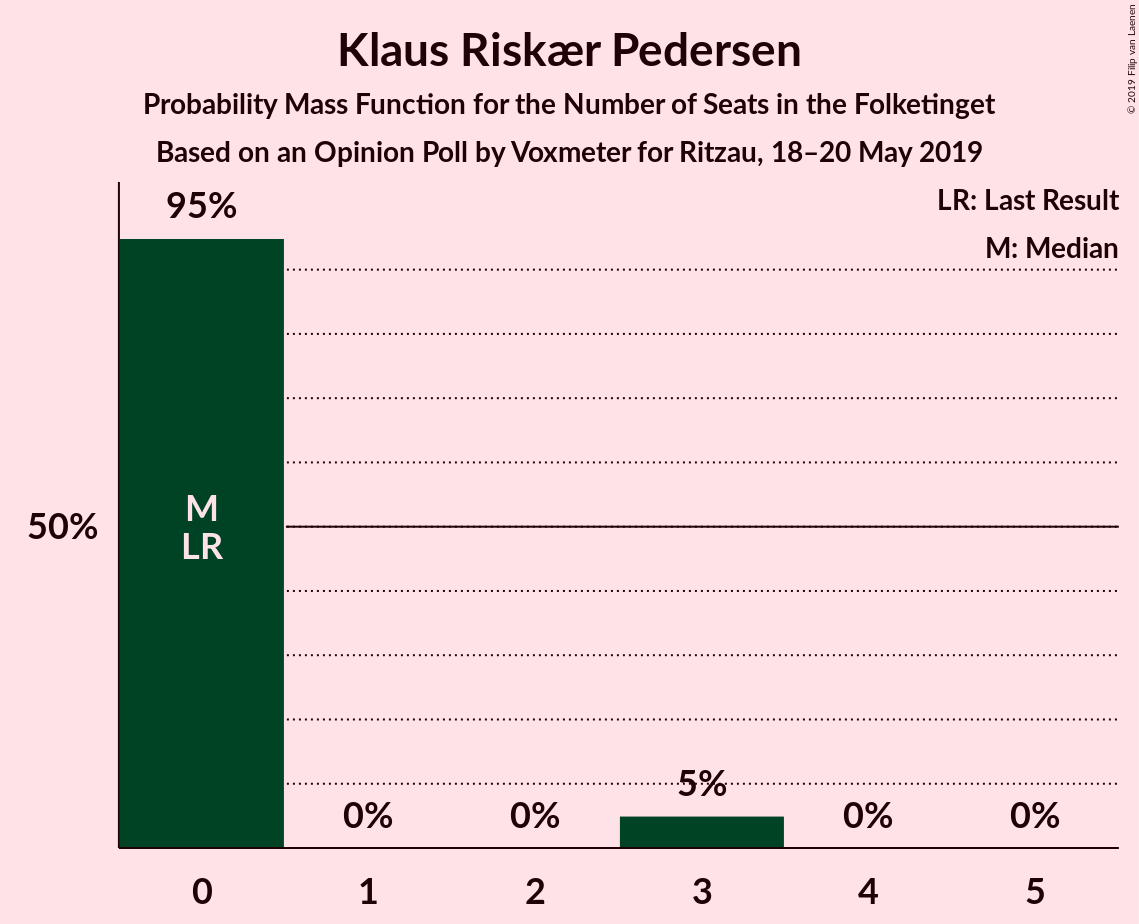 Klaus Riskær Pedersen
Probability Mass Function for the Number of Seats in the Folketinget
Based on an Opinion Poll by Voxmeter for Ritzau, 18–20 May 2019
© 2019 Filip van Laenen
LR: Last Result
M: Median
95%
M
LR
50%
5%
0%
0%
0%
0%
0
1
2
3
4
5